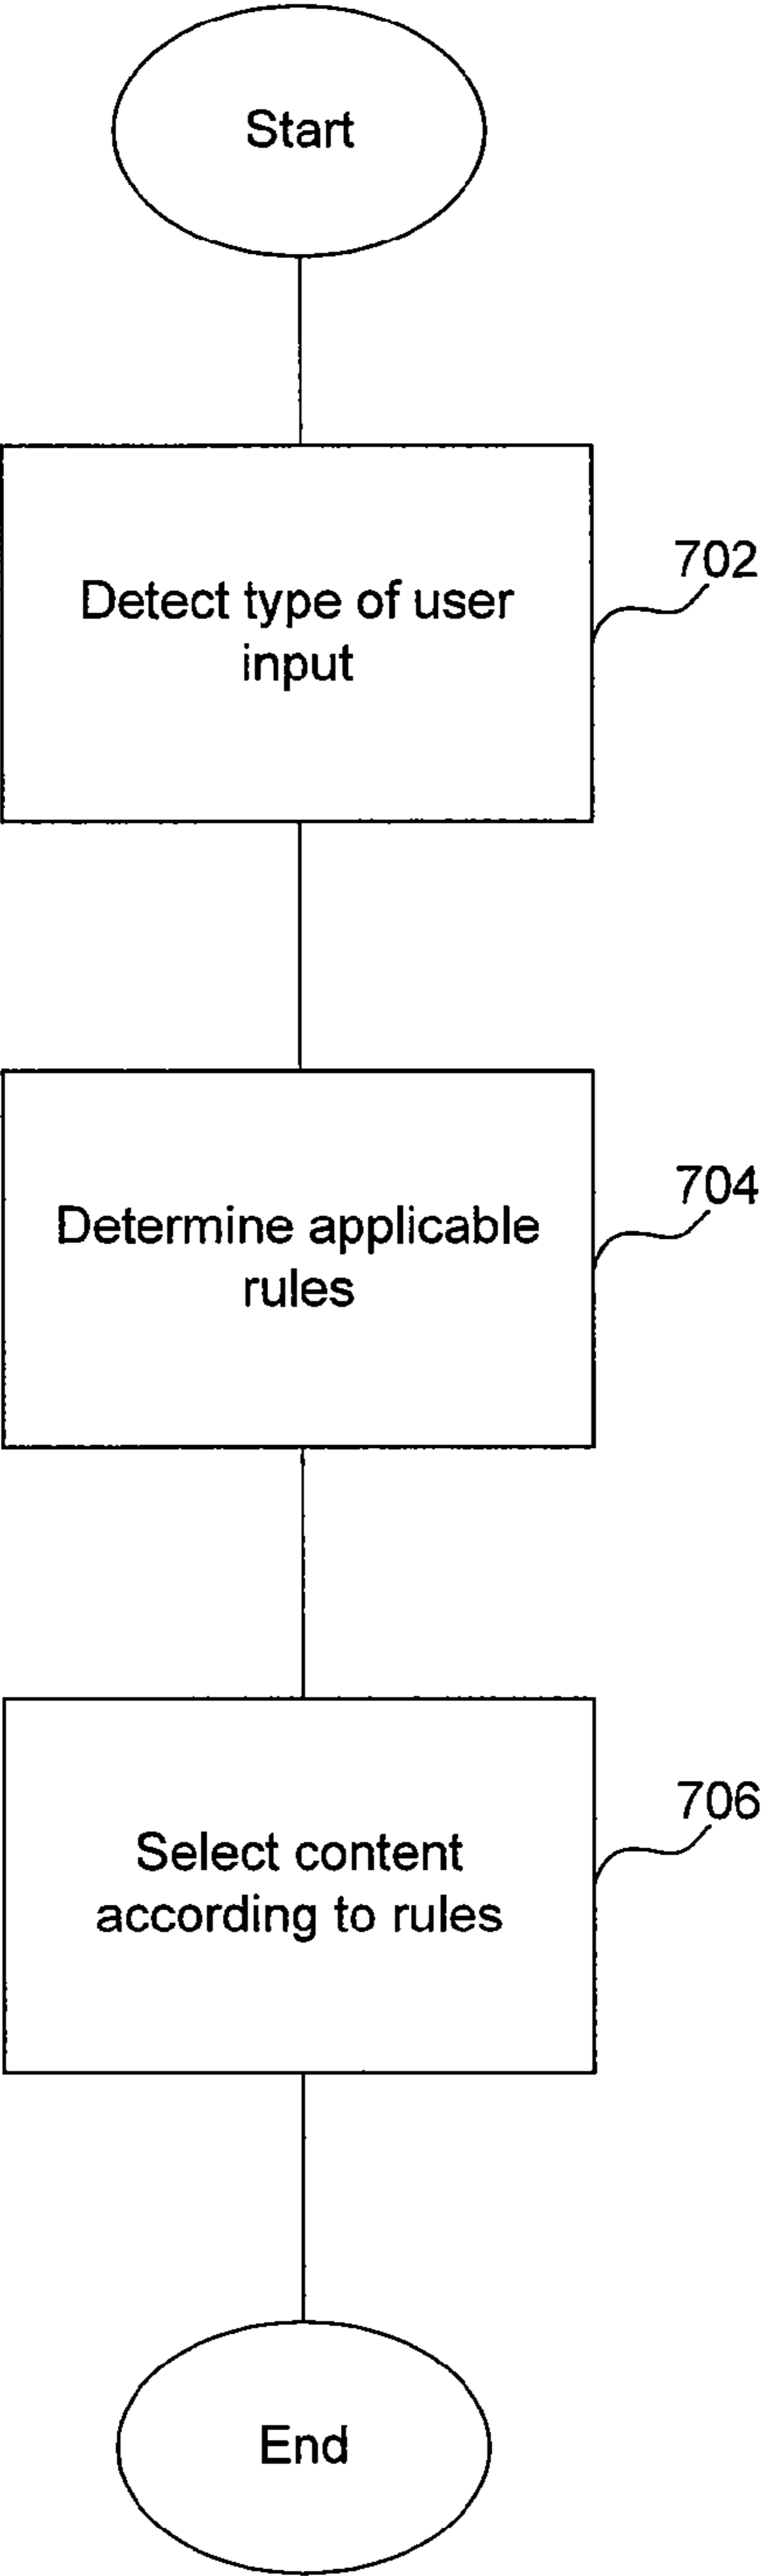 Start
Detect type of user
input
702
Determine applicable
rules
704
Select content
according to rules
706
End